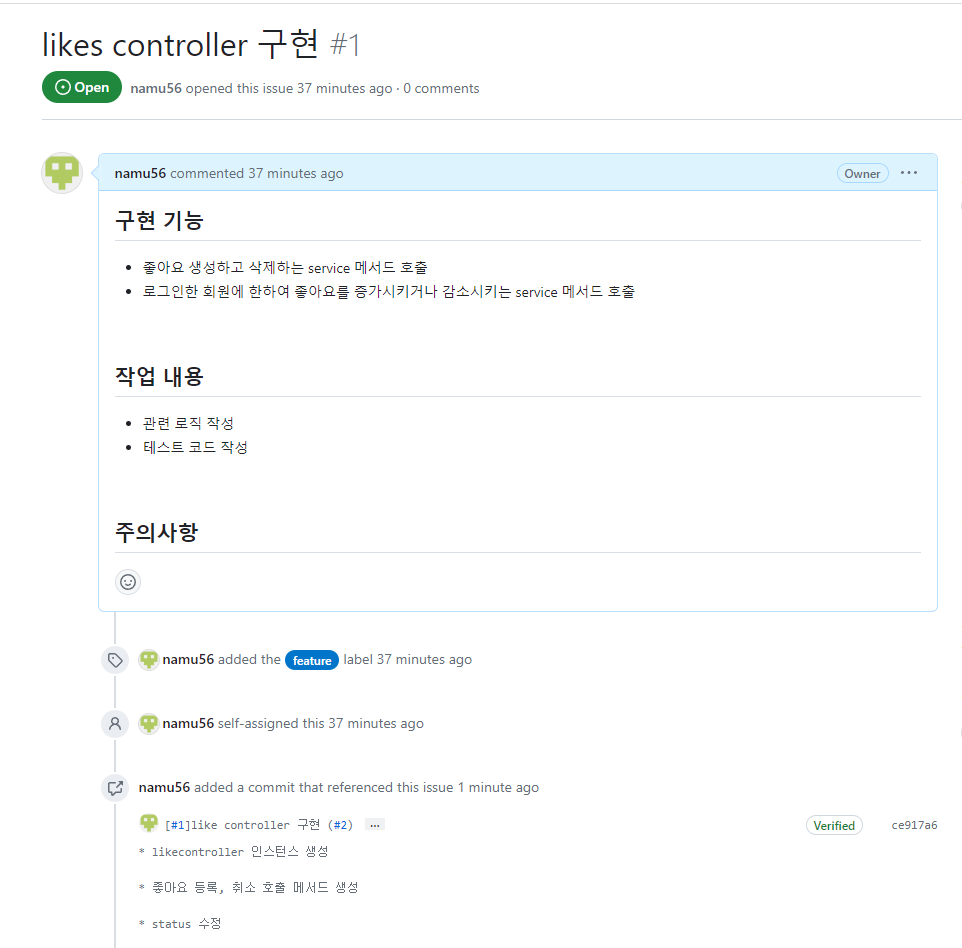 likes controller 구현 #1
Open namu56 opened this issue 37 minutes ago · 0 comments
namu56 commented 37 minutes ago Owner ...
구현 기능
• 좋아요 생성하고 삭제하는 service 메서드 호출
• 로그인한 회원에 한하여 좋아요를 증가시키거나 감소시키는 service 메서드 호출
작업 내용
• 관련 로직 작성
• 테스트 코드 작성
주의사항
namu56 added the feature label 37 minutes ago
namu56 self-assigned this 37 minutes ago
namu56 added a commit that referenced this issue 1 minute ago
[#1]like controller 구현 (#2) ... Verified ce917a6
* likecontroller 인스턴스 생성
* 좋아요 등록, 취소 호출 메서드 생성
* status 수정